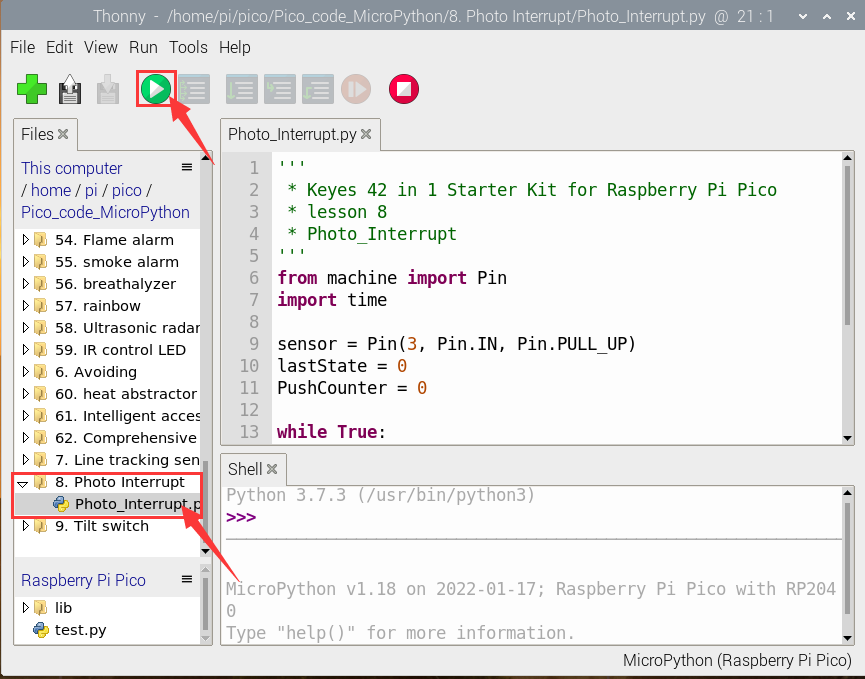 Thonny - /home/pi/pico/Pico_code_MicroPython/8. Photo Interrupt/Photo_Interrupt.py @ 21 : 1
File Edit View Run Tools Help
Files
This computer
/ home / pi / pico /
Pico_code_MicroPython
54. Flame alarm
55. smoke alarm
56. breathalyzer
57. rainbow
58. Ultrasonic radar
59. IR control LED
6. Avoiding
60. heat abstractor
61. Intelligent acces
62. Comprehensive
7. Line tracking sen
8. Photo Interrupt
Photo_Interrupt.p
9. Tilt switch
Raspberry Pi Pico
lib
test.py
Photo_Interrupt.py
1 '''
2 * Keyes 42 in 1 Starter Kit for Raspberry Pi Pico
3 * lesson 8
4 * Photo_Interrupt
5 '''
6 from machine import Pin
7 import time
8
9 sensor = Pin(3, Pin.IN, Pin.PULL_UP)
10 lastState = 0
11 PushCounter = 0
12
13 while True:
Shell
Python 3.7.3 (/usr/bin/python3)
>>>
MicroPython v1.18 on 2022-01-17; Raspberry Pi Pico with RP204
0
Type "help()" for more information.
MicroPython (Raspberry Pi Pico)